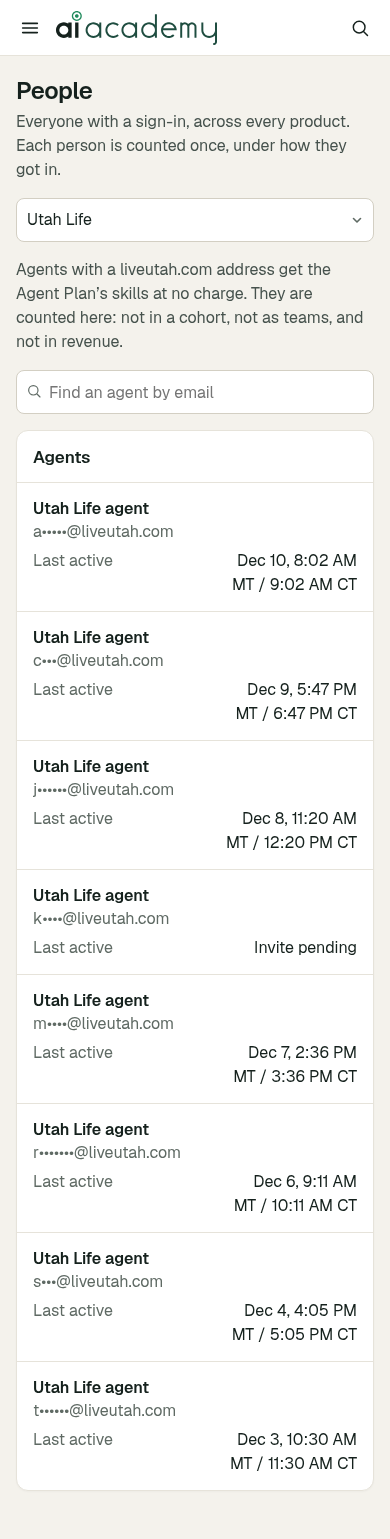 ai academy
People
Everyone with a sign-in, across every product.
Each person is counted once, under how they
got in.
Utah Life
Agents with a liveutah.com address get the
Agent Plan’s skills at no charge. They are
counted here: not in a cohort, not as teams, and
not in revenue.
Find an agent by email
Agents
Utah Life agent
a•••••@liveutah.com
Last active Dec 10, 8:02 AM
MT / 9:02 AM CT
Utah Life agent
c•••@liveutah.com
Last active Dec 9, 5:47 PM
MT / 6:47 PM CT
Utah Life agent
j••••••@liveutah.com
Last active Dec 8, 11:20 AM
MT / 12:20 PM CT
Utah Life agent
k••••@liveutah.com
Last active Invite pending
Utah Life agent
m••••@liveutah.com
Last active Dec 7, 2:36 PM
MT / 3:36 PM CT
Utah Life agent
r•••••••@liveutah.com
Last active Dec 6, 9:11 AM
MT / 10:11 AM CT
Utah Life agent
s•••@liveutah.com
Last active Dec 4, 4:05 PM
MT / 5:05 PM CT
Utah Life agent
t••••••@liveutah.com
Last active Dec 3, 10:30 AM
MT / 11:30 AM CT